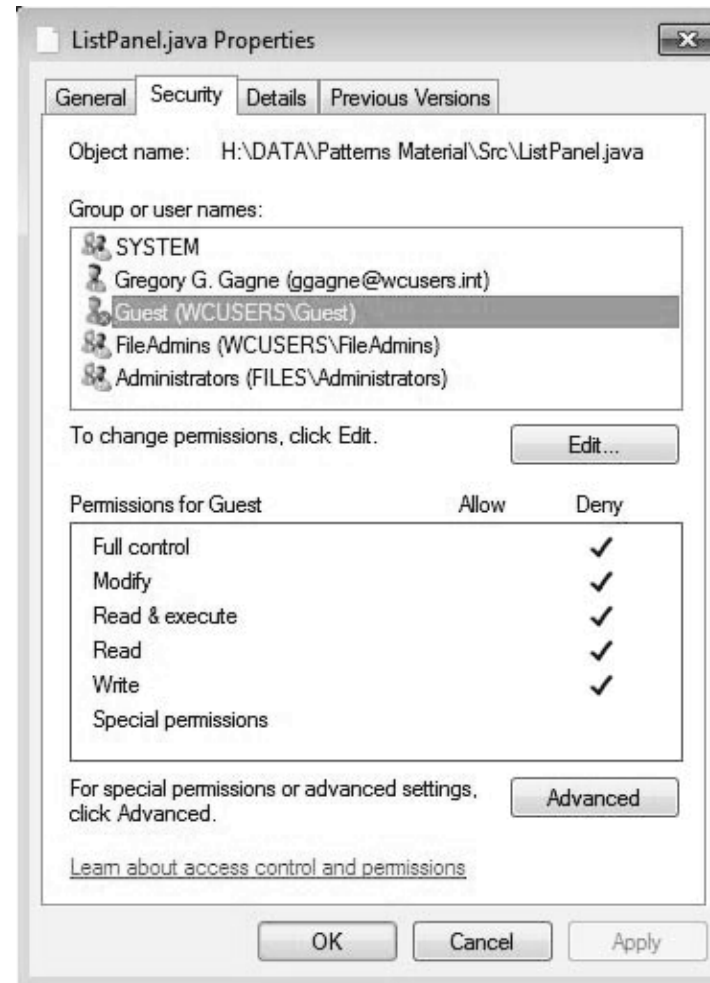 ListPanel.java Properties
General Security Details Previous Versions
Object name: H:\DATA\Patterns Material\Src\ListPanel.java
Group or user names:
SYSTEM
Gregory G. Gagne (ggagne@wcusers.int)
Guest (WCUSERS\Guest)
FileAdmins (WCUSERS\FileAdmins)
Administrators (FILES\Administrators)
To change permissions, click Edit.
Edit...
Permissions for Guest Allow Deny
Full control
Modify
Read & execute
Read
Write
Special permissions
For special permissions or advanced settings,
click Advanced.
Advanced
Learn about access control and permissions
OK Cancel Apply